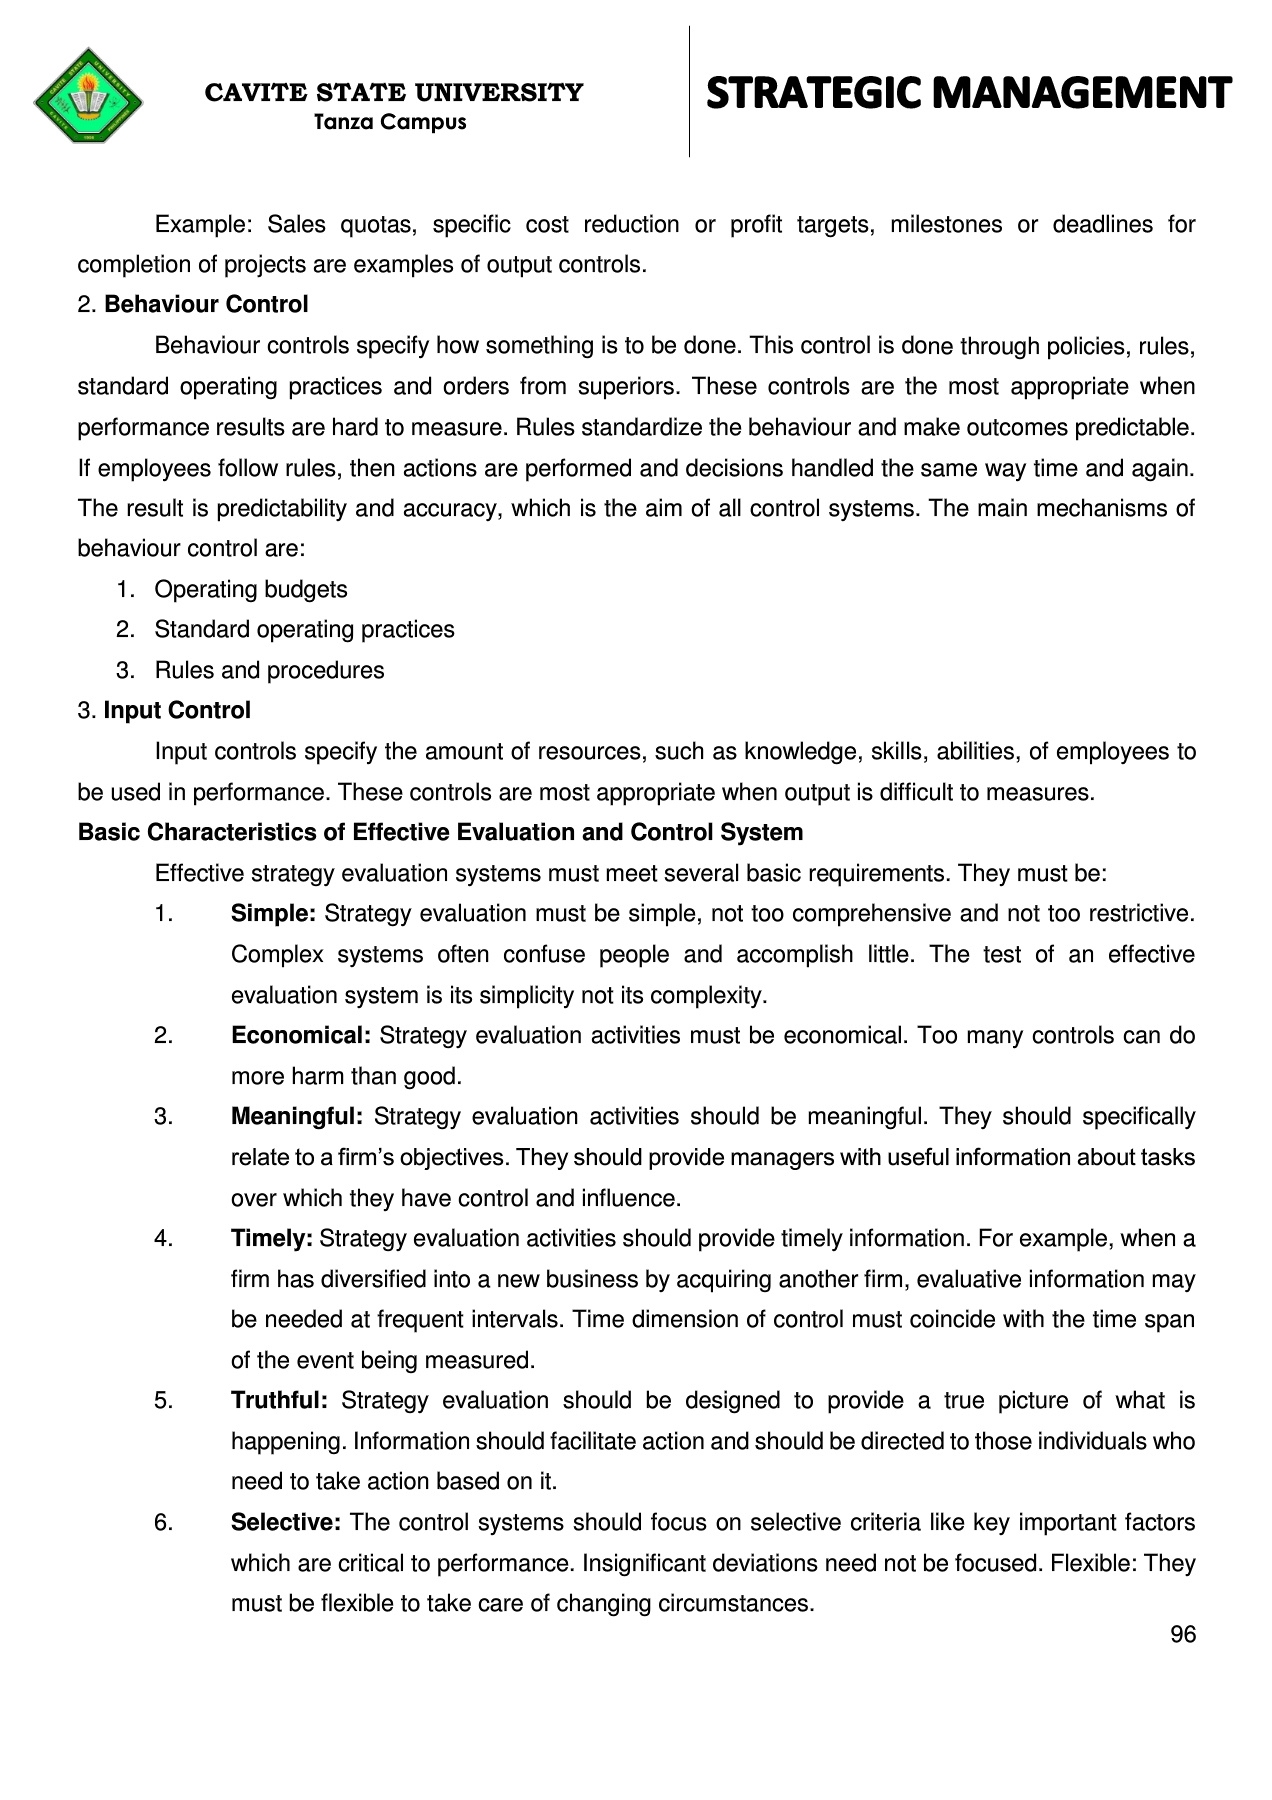 CAVITE STATE UNIVERSITY
Tanza Campus
STRATEGIC MANAGEMENT
Example: Sales quotas, specific cost reduction or profit targets, milestones or deadlines for
completion of projects are examples of output controls.
2. Behaviour Control
Behaviour controls specify how something is to be done. This control is done through policies, rules,
standard operating practices and orders from superiors. These controls are the most appropriate when
performance results are hard to measure. Rules standardize the behaviour and make outcomes predictable.
If employees follow rules, then actions are performed and decisions handled the same way time and again.
The result is predictability and accuracy, which is the aim of all control systems. The main mechanisms of
behaviour control are:
1. Operating budgets
2. Standard operating practices
3. Rules and procedures
3. Input Control
Input controls specify the amount of resources, such as knowledge, skills, abilities, of employees to
be used in performance. These controls are most appropriate when output is difficult to measures.
Basic Characteristics of Effective Evaluation and Control System
Effective strategy evaluation systems must meet several basic requirements. They must be:
1. Simple: Strategy evaluation must be simple, not too comprehensive and not too restrictive.
Complex systems often confuse people and accomplish little. The test of an effective
evaluation system is its simplicity not its complexity.
2. Economical: Strategy evaluation activities must be economical. Too many controls can do
more harm than good.
3. Meaningful: Strategy evaluation activities should be meaningful. They should specifically
relate to a firm’s objectives. They should provide managers with useful information about tasks
over which they have control and influence.
4. Timely: Strategy evaluation activities should provide timely information. For example, when a
firm has diversified into a new business by acquiring another firm, evaluative information may
be needed at frequent intervals. Time dimension of control must coincide with the time span
of the event being measured.
5. Truthful: Strategy evaluation should be designed to provide a true picture of what is
happening. Information should facilitate action and should be directed to those individuals who
need to take action based on it.
6. Selective: The control systems should focus on selective criteria like key important factors
which are critical to performance. Insignificant deviations need not be focused. Flexible: They
must be flexible to take care of changing circumstances.
96